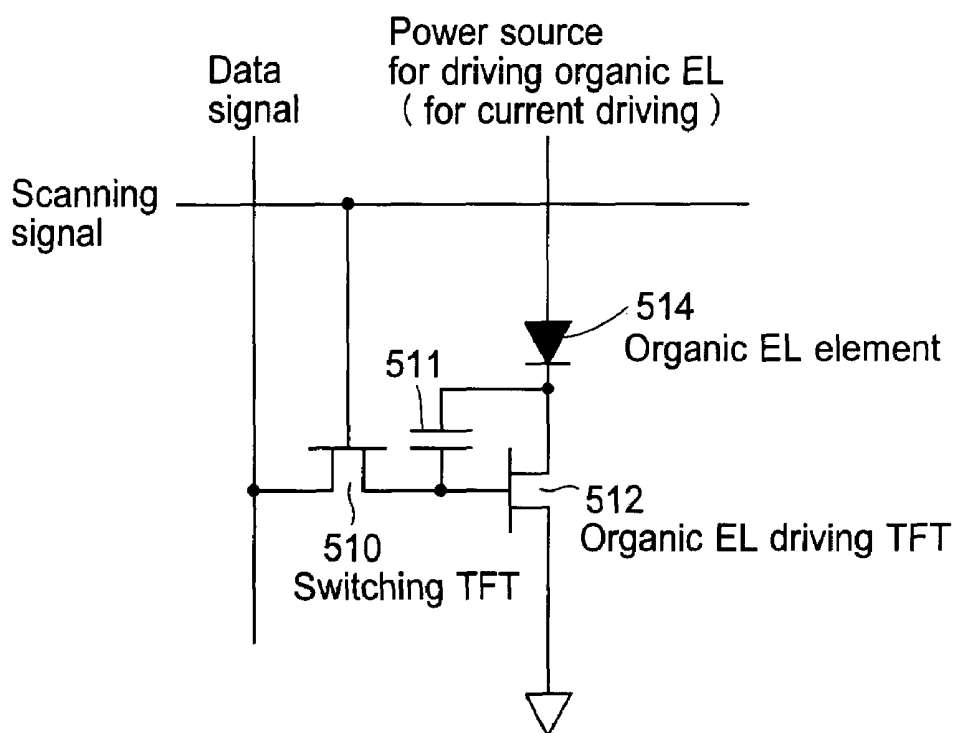 Power source
for driving organic EL
( for current driving )
Data
signal
Scanning
signal
514
Organic EL element
511
512
Organic EL driving TFT
510
Switching TFT